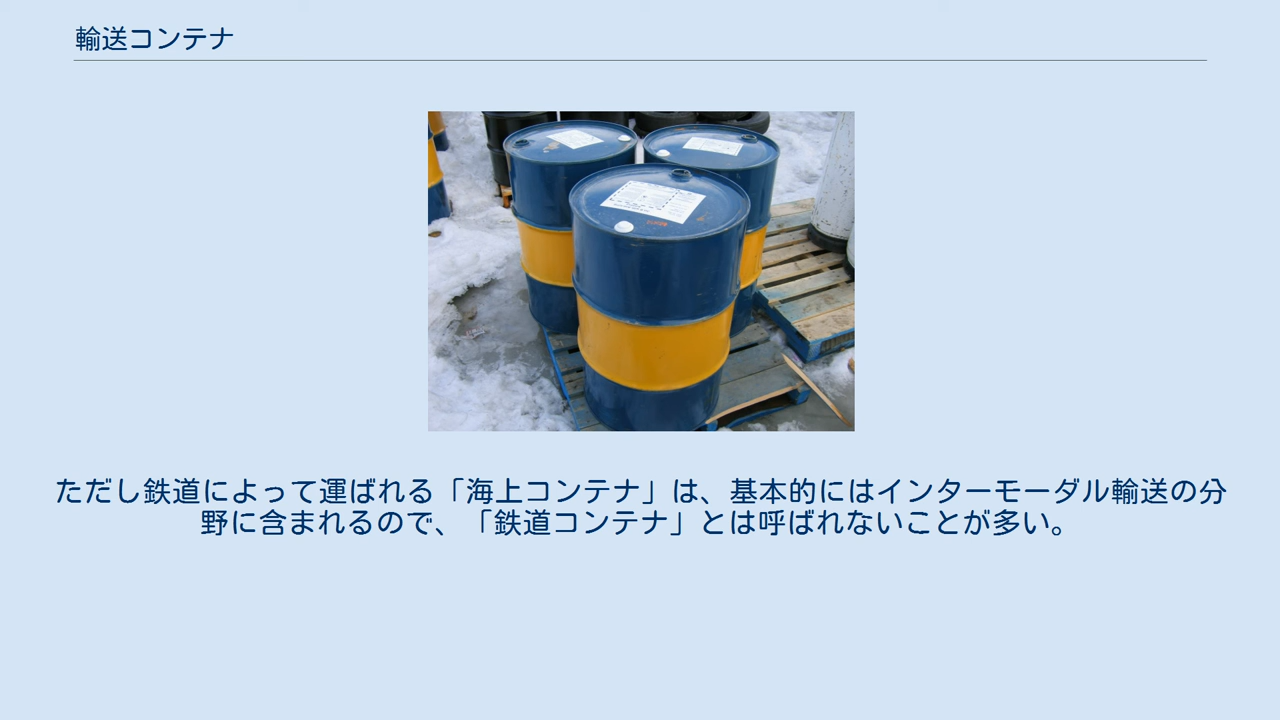 輸送コンテナ
ただし鉄道によって運ばれる「海上コンテナ」は、基本的にはインターモーダル輸送の分
野に含まれるので、「鉄道コンテナ」とは呼ばれないことが多い。